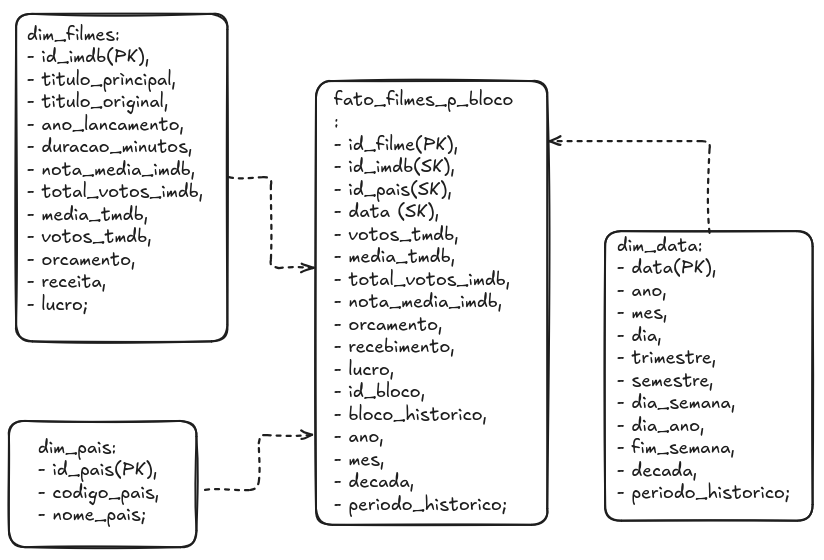 dim_filmes:
- id_imdb(PK),
- titulo_principal,
- titulo_original,
- ano_lancamento,
- duracao_minutos,
- nota_media_imdb,
- total_votos_imdb,
- media_tmdb,
- votos_tmdb,
- orcamento,
- receita,
- lucro;
fato_filmes_p_bloco
:
- id_filme(PK),
- id_imdb(SK),
- id_pais(SK),
- data (SK),
- votos_tmdb,
- media_tmdb,
- total_votos_imdb,
- nota_media_imdb,
- orcamento,
- recebimento,
- lucro,
- id_bloco,
- bloco_historico,
- ano,
- mes,
- decada,
- periodo_historico;
dim_data:
- data(PK),
- ano,
- mes,
- dia,
- trimestre,
- semestre,
- dia_semana,
- dia_ano,
- fim_semana,
- decada,
- periodo_historico;
dim_pais:
- id_pais(PK),
- codigo_pais,
- nome_pais;